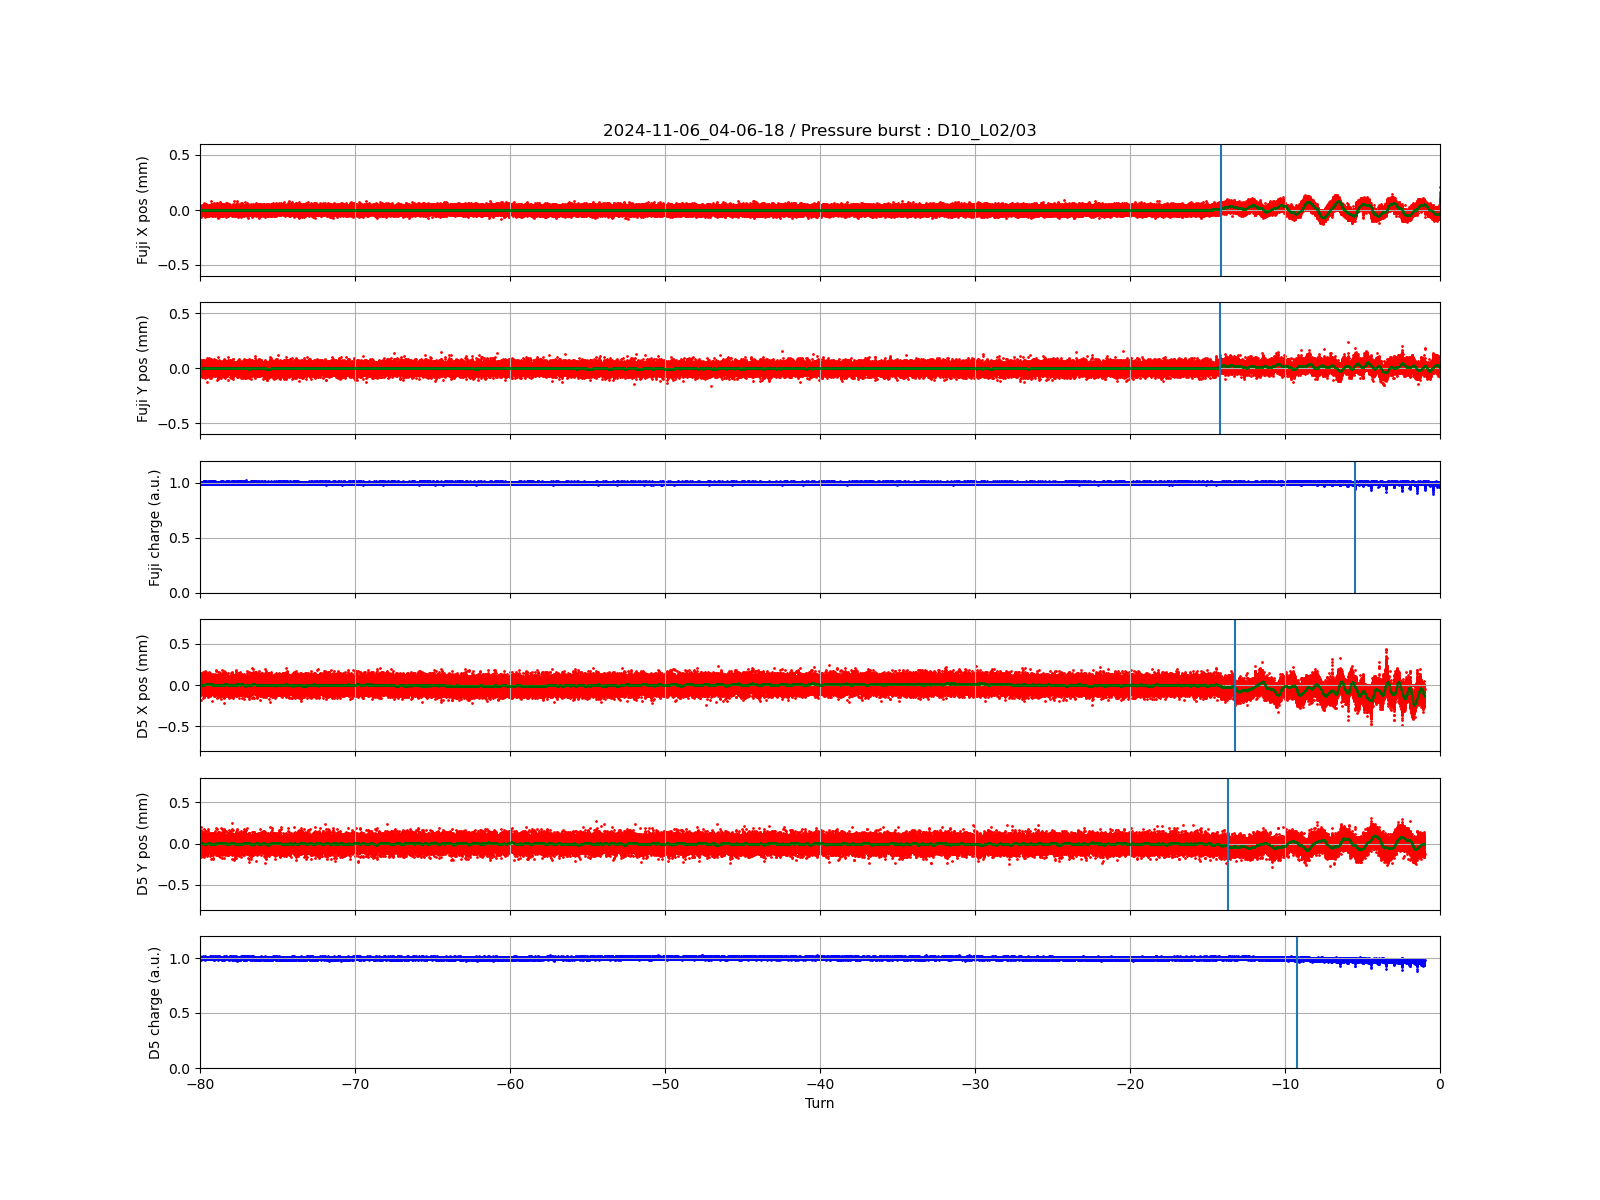 2024-11-06_04-06-18 / Pressure burst : D10_L02/03
Fuji X pos (mm)
0.5
0.0
−0.5
Fuji Y pos (mm)
0.5
0.0
−0.5
Fuji charge (a.u.)
1.0
0.5
0.0
D5 X pos (mm)
0.5
0.0
−0.5
D5 Y pos (mm)
0.5
0.0
−0.5
D5 charge (a.u.)
1.0
0.5
0.0
−80 −70 −60 −50 −40 −30 −20 −10 0
Turn